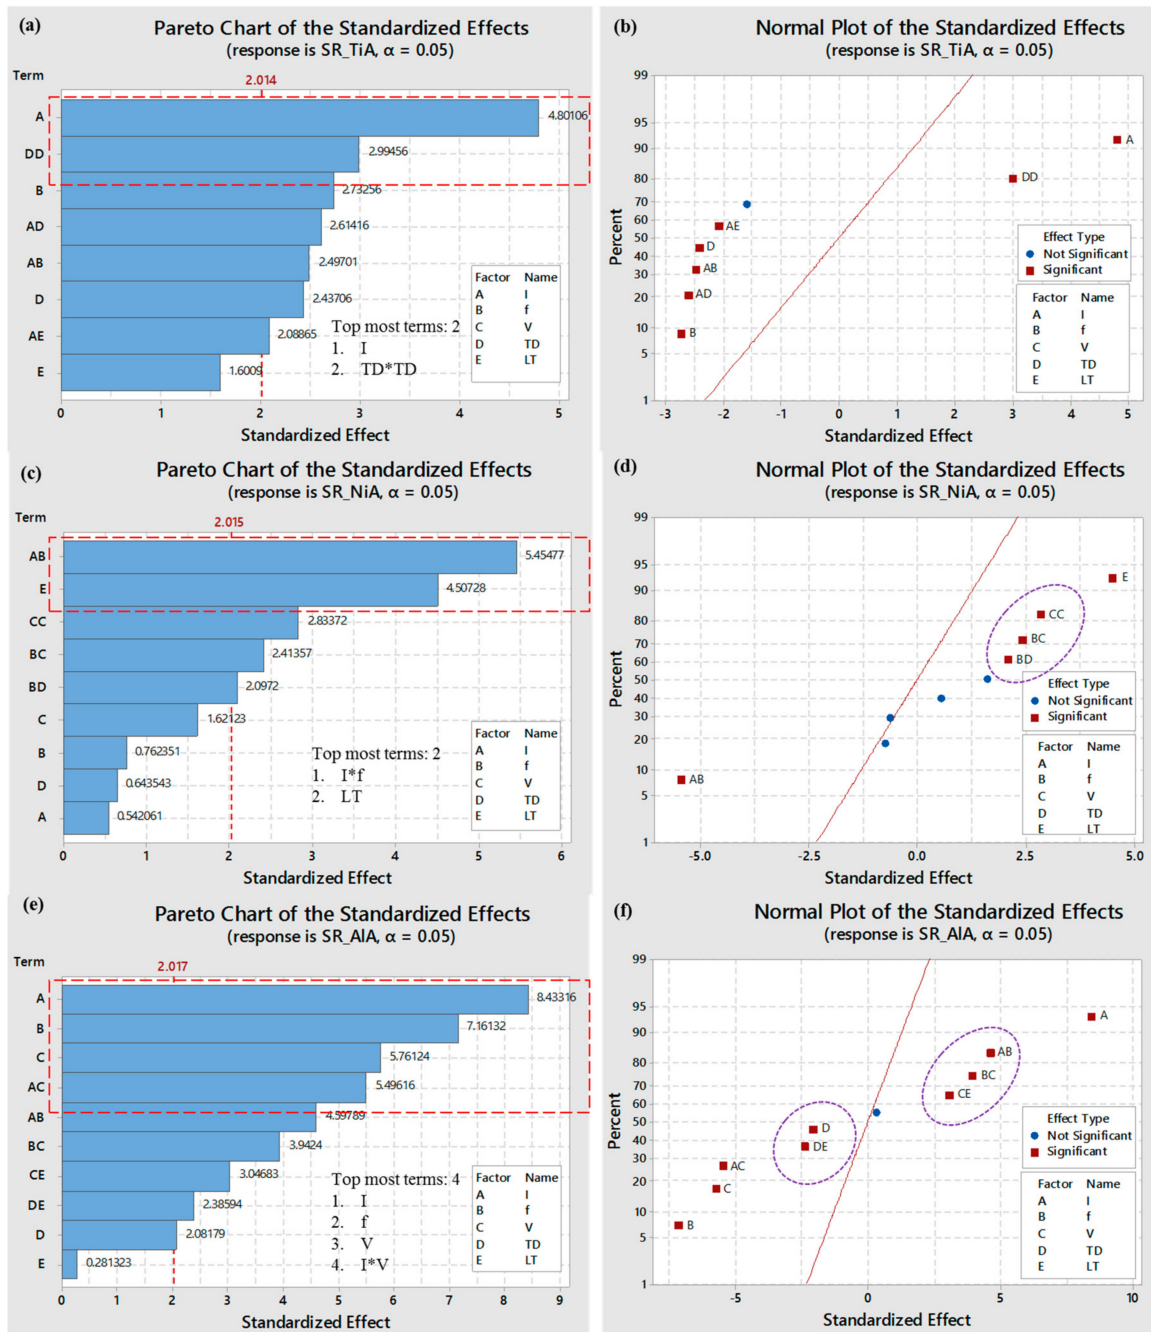 (a)
Pareto Chart of the Standardized Effects
(response is SR_TiA, α = 0.05)
Term
2.014
A
4.80106
DD
2.99456
B
2.73256
AD
2.61416
AB
2.49701
D
2.43706
AE
2.08865
E
1.6009
Top most terms: 2
1. I
2. TD*TD
Factor Name
A I
B f
C V
D TD
E LT
0 1 2 3 4 5
Standardized Effect
(b)
Normal Plot of the Standardized Effects
(response is SR_TiA, α = 0.05)
Percent
99
95
90
80
70
60
50
40
30
20
10
5
1
A
DD
AE
D
AB
AD
B
Effect Type
Not Significant
Significant
Factor Name
A I
B f
C V
D TD
E LT
-3 -2 -1 0 1 2 3 4 5
Standardized Effect
(c)
Pareto Chart of the Standardized Effects
(response is SR_NiA, α = 0.05)
Term
2.015
AB
5.45477
E
4.50728
CC
2.83372
BC
2.41357
BD
2.0972
C
1.62123
B
0.762351
D
0.643543
A
0.542061
Top most terms: 2
1. I*f
2. LT
Factor Name
A I
B f
C V
D TD
E LT
0 1 2 3 4 5 6
Standardized Effect
(d)
Normal Plot of the Standardized Effects
(response is SR_NiA, α = 0.05)
Percent
99
95
90
80
70
60
50
40
30
20
10
5
1
E
CC
BC
BD
AB
Effect Type
Not Significant
Significant
Factor Name
A I
B f
C V
D TD
E LT
-5.0 -2.5 0.0 2.5 5.0
Standardized Effect
(e)
Pareto Chart of the Standardized Effects
(response is SR_AlA, α = 0.05)
Term
2.017
A
8.43316
B
7.16132
C
5.76124
AC
5.49616
AB
4.59789
BC
3.9424
CE
3.04683
DE
2.38594
D
2.08179
E
0.281323
Top most terms: 4
1. I
2. f
3. V
4. I*V
Factor Name
A I
B f
C V
D TD
E LT
0 1 2 3 4 5 6 7 8 9
Standardized Effect
(f)
Normal Plot of the Standardized Effects
(response is SR_AlA, α = 0.05)
Percent
99
95
90
80
70
60
50
40
30
20
10
5
1
A
AB
BC
CE
D
DE
AC
C
B
Effect Type
Not Significant
Significant
Factor Name
A I
B f
C V
D TD
E LT
-5 0 5 10
Standardized Effect